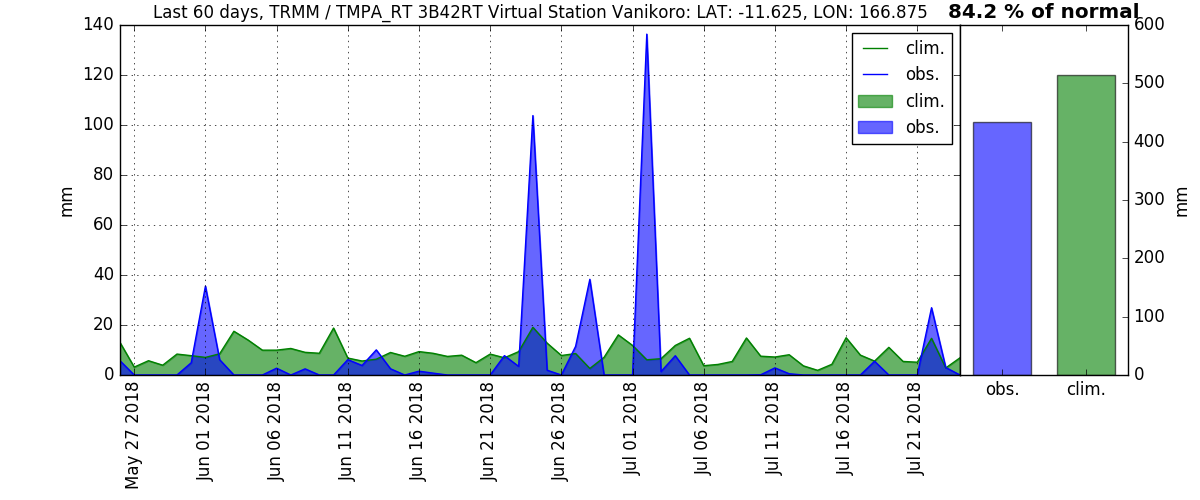 Last 60 days, TRMM / TMPA_RT 3B42RT Virtual Station Vanikoro: LAT: -11.625, LON: 166.875
84.2 % of normal
140
120
100
80
60
40
20
0
mm
clim.
obs.
clim.
obs.
May 27 2018
Jun 01 2018
Jun 06 2018
Jun 11 2018
Jun 16 2018
Jun 21 2018
Jun 26 2018
Jul 01 2018
Jul 06 2018
Jul 11 2018
Jul 16 2018
Jul 21 2018
600
500
400
300
200
100
0
mm
obs.
clim.